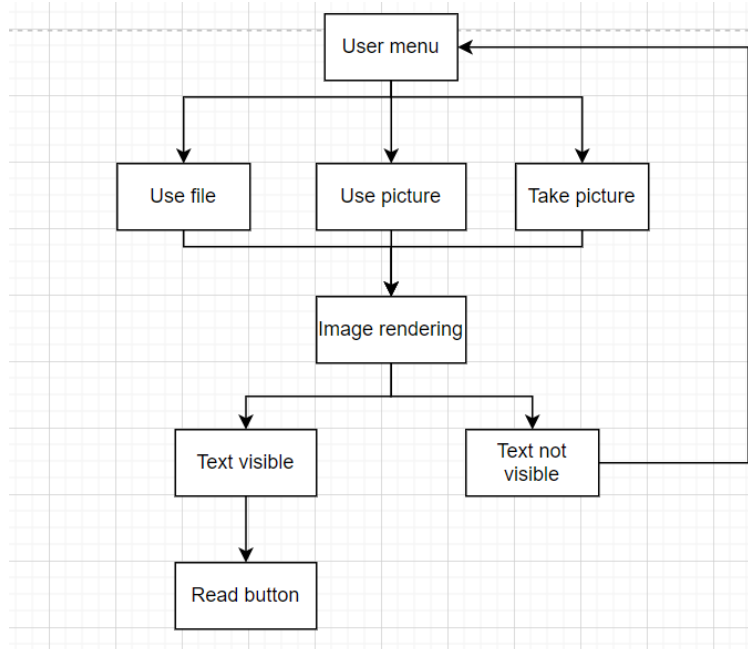 User menu
Use file
Use picture
Take picture
Image rendering
Text visible
Text not
visible
Read button